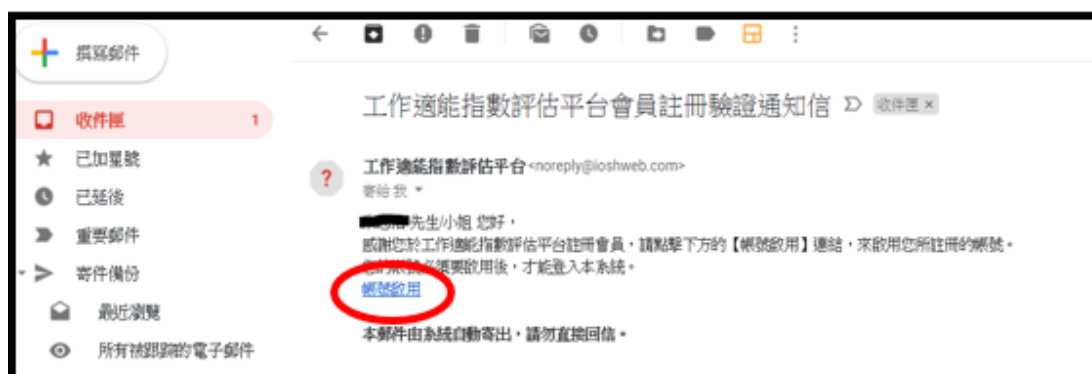 撰寫郵件
收件匣 1
已加星號
已延後
重要郵件
寄件備份
最近瀏覽
所有被跟蹤的電子郵件
工作適能指數評估平台會員註冊驗證通知信 收件匣 ×
工作適能指數評估平台 <noreply@ioshweb.com>
寄給 我
先生/小姐 您好，
感謝您於工作適能指數評估平台註冊會員，請點擊下方的【帳號啟用】連結，來啟用您所註冊的帳號。
您的帳號必須要啟用後，才能登入本系統。
帳號啟用
本郵件由系統自動寄出，請勿直接回信。